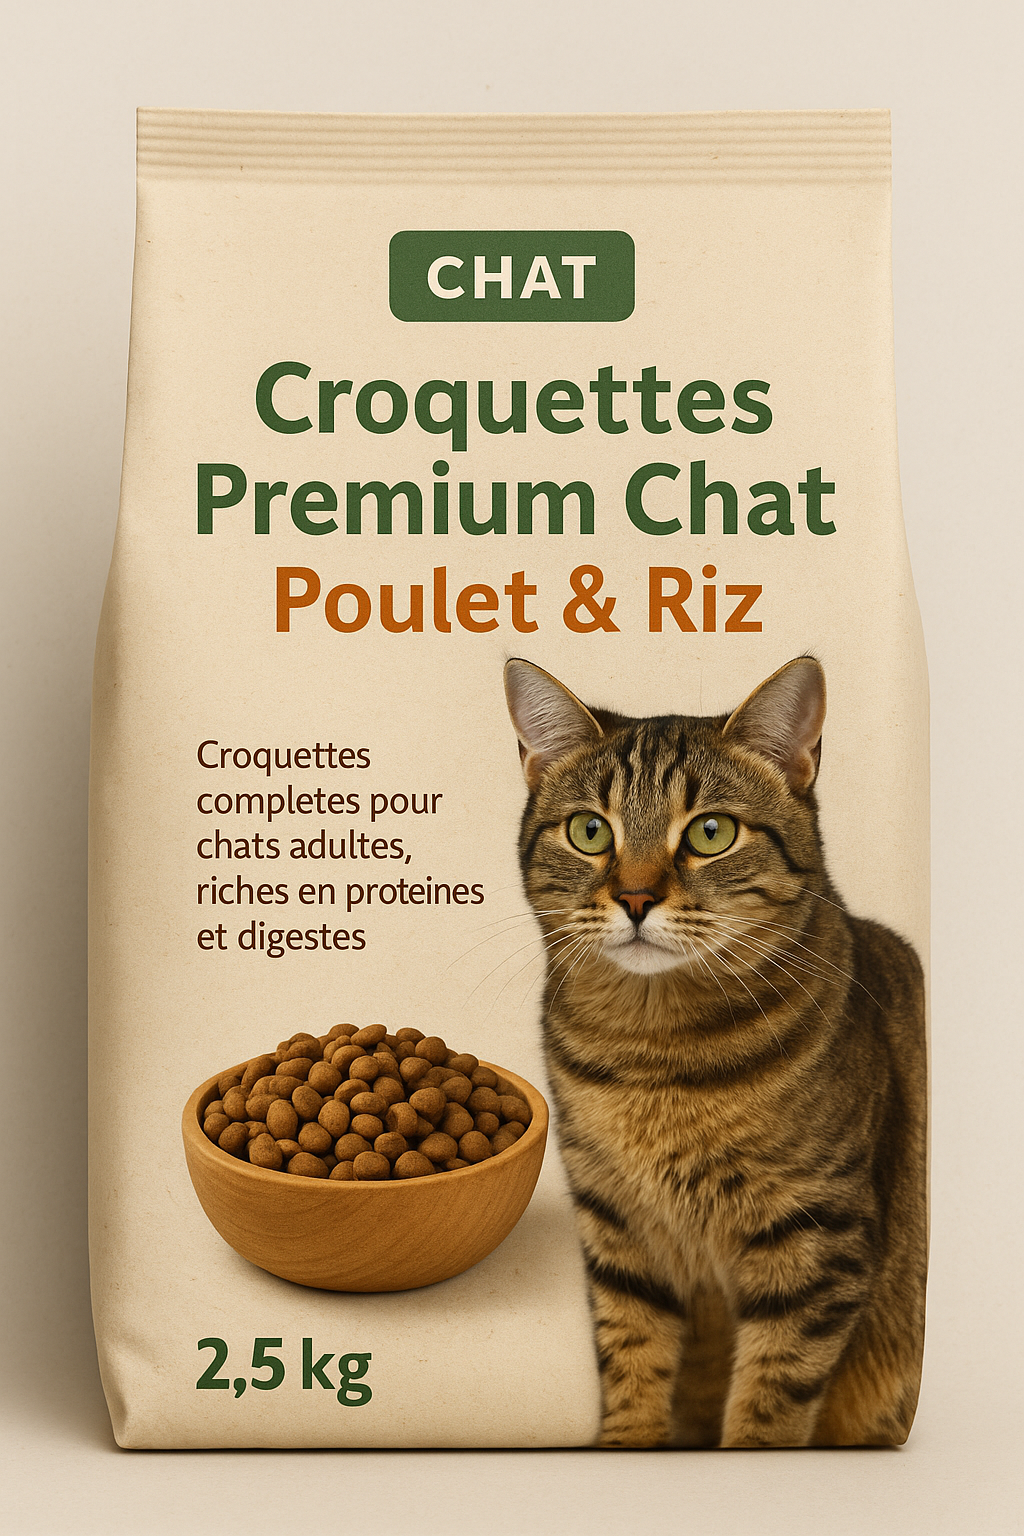 CHAT
Croquettes
Premium Chat
Poulet & Riz
Croquettes
completes pour
chats adultes,
riches en proteines
et digestes
2,5 kg